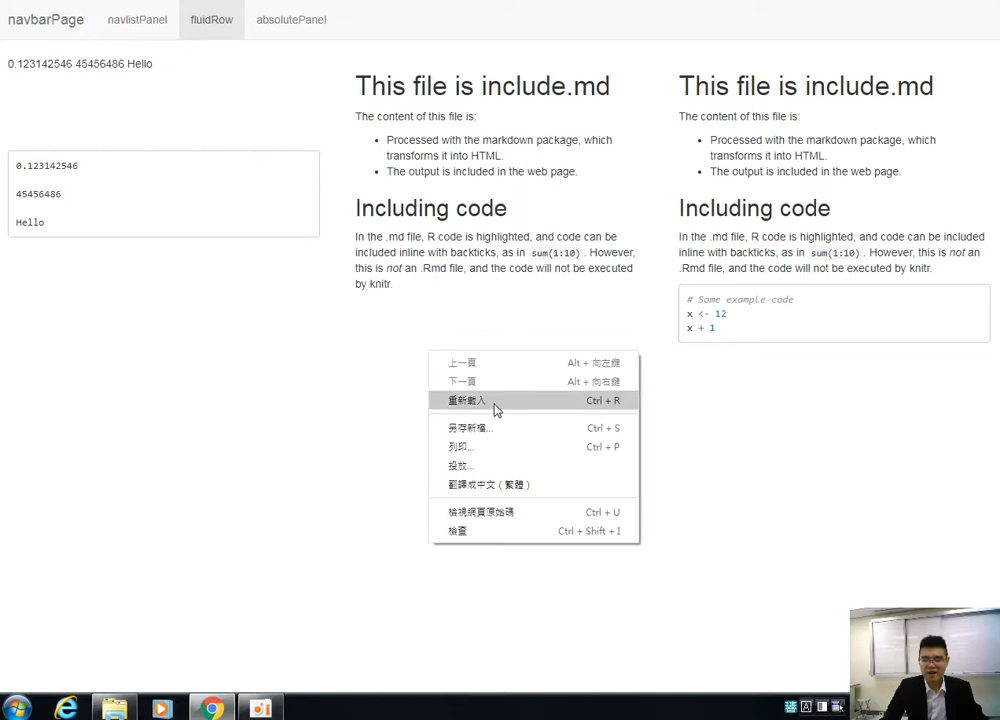 navbarPage navlistPanel fluidRow absolutePanel
0.123142546 45456486 Hello
0.123142546
45456486
Hello
This file is include.md
The content of this file is:
• Processed with the markdown package, which
transforms it into HTML.
• The output is included in the web page.
Including code
In the .md file, R code is highlighted, and code can be
included inline with backticks, as in sum(1:10). However,
this is not an .Rmd file, and the code will not be executed
by knitr.
This file is include.md
The content of this file is:
• Processed with the markdown package, which
transforms it into HTML.
• The output is included in the web page.
Including code
In the .md file, R code is highlighted, and code can be included
inline with backticks, as in sum(1:10). However, this is not an
.Rmd file, and the code will not be executed by knitr.
# Some example code
x <- 12
x + 1
上一頁 Alt + 向左鍵
下一頁 Alt + 向右鍵
重新載入 Ctrl + R
另存新檔... Ctrl + S
列印... Ctrl + P
投放...
翻譯成中文(繁體)
檢視網頁原始碼 Ctrl + U
檢查 Ctrl + Shift + I